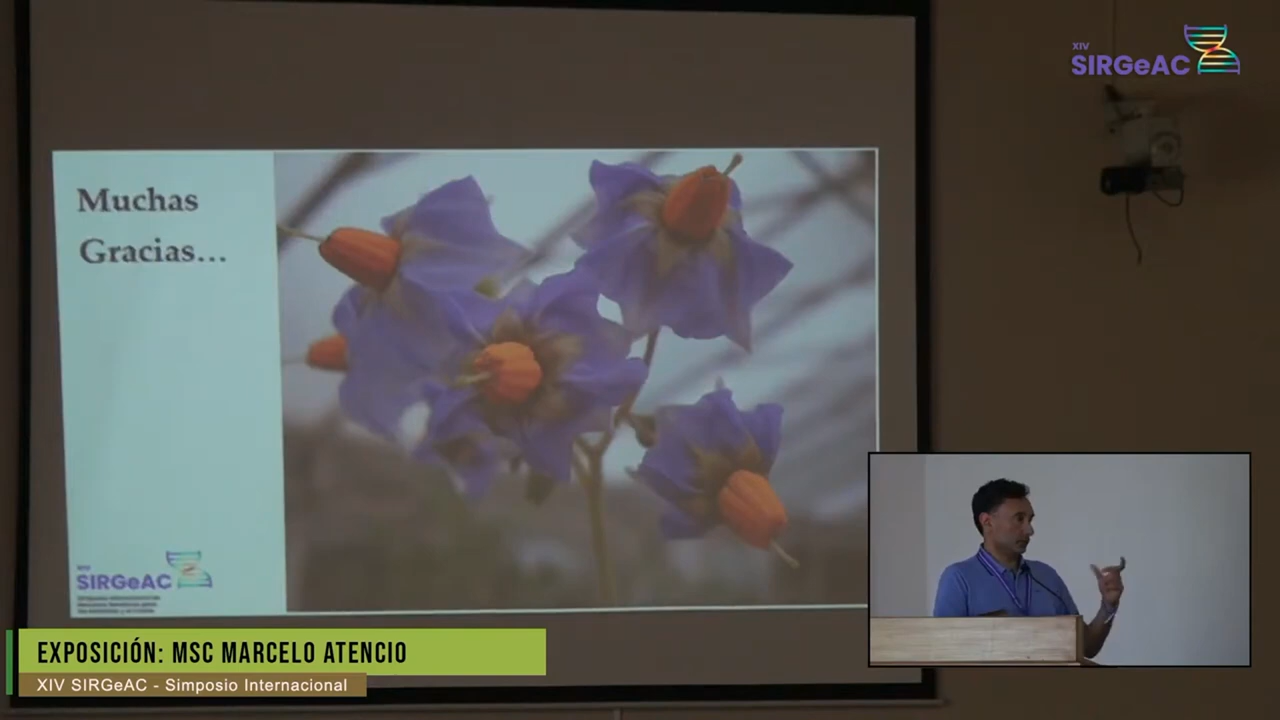 XIV
SIRGeAC
Muchas
Gracias...
XIV
SIRGeAC
EXPOSICIÓN: MSC MARCELO ATENCIO
XIV SIRGeAC - Simposio Internacional